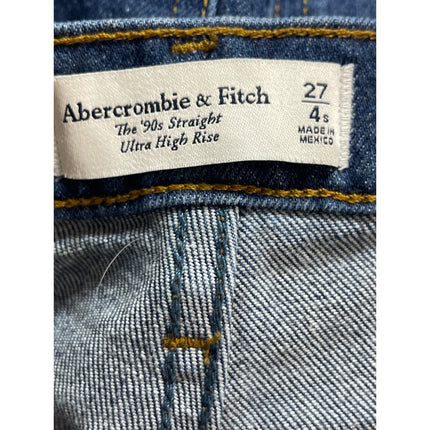 Abercrombie & Fitch
The '90s Straight
Ultra High Rise
27
4s
MADE IN
MEXICO